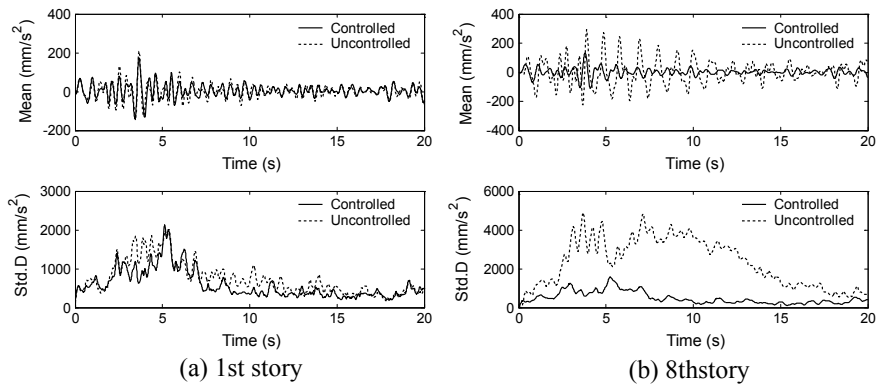 400
200
0
-200
Mean (mm/s²)
Controlled
Uncontrolled
0 5 10 15 20
Time (s)
3000
2000
1000
0
Std.D (mm/s²)
Controlled
Uncontrolled
0 5 10 15 20
Time (s)
(a) 1st story
400
200
0
-200
-400
Mean (mm/s²)
Controlled
Uncontrolled
0 5 10 15 20
Time (s)
6000
4000
2000
0
Std.D (mm/s²)
Controlled
Uncontrolled
0 5 10 15 20
Time (s)
(b) 8thstory